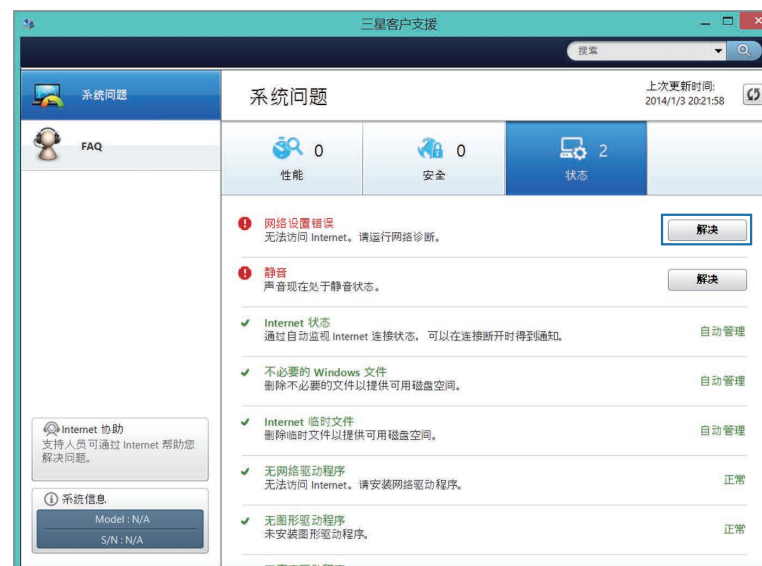 三星客户支援
搜索
系统问题
FAQ
系统问题
上次更新时间:
2014/1/3 20:21:58
0
性能
0
安全
2
状态
网络设置错误
无法访问 Internet。请运行网络诊断。
解决
静音
声音现在处于静音状态。
解决
Internet 状态
通过自动监视 Internet 连接状态，可以在连接断开时得到通知。
自动管理
不必要的 Windows 文件
删除不必要的文件以提供可用磁盘空间。
自动管理
Internet 临时文件
删除临时文件以提供可用磁盘空间。
自动管理
无网络驱动程序
无法访问 Internet。请安装网络驱动程序。
正常
无图形驱动程序
未安装图形驱动程序。
正常
Internet 协助
支持人员可通过 Internet 帮助您
解决问题。
系统信息
Model : N/A
S/N : N/A